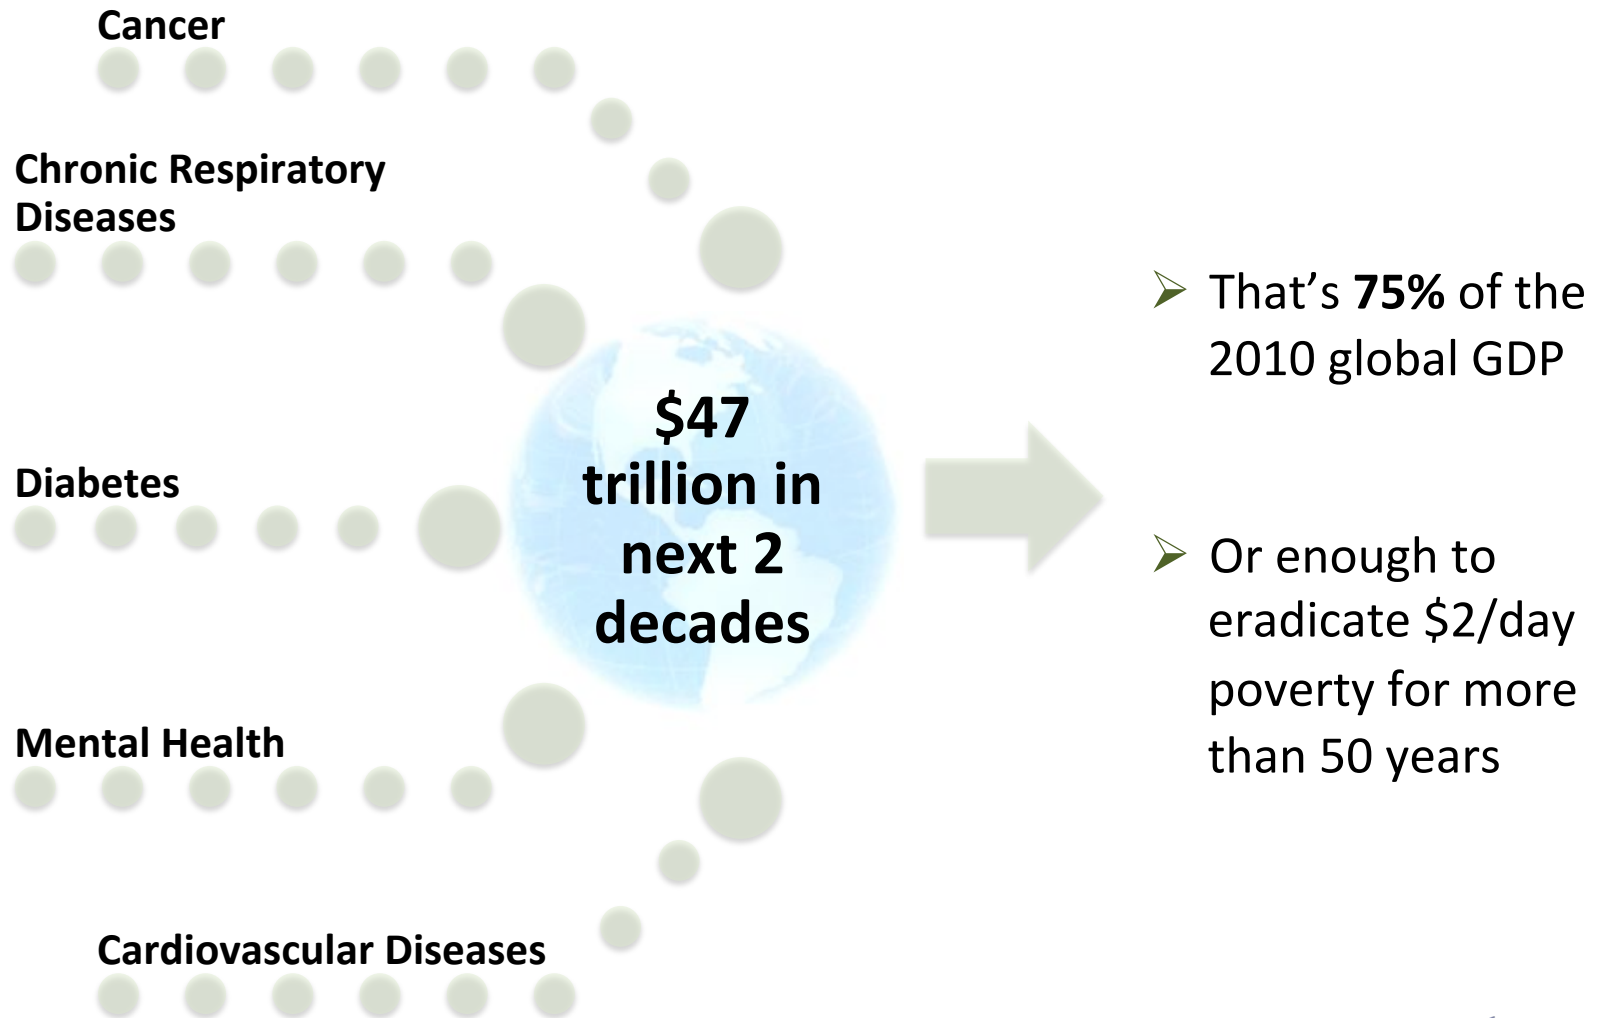 Cancer
Chronic Respiratory
Diseases
Diabetes
Mental Health
Cardiovascular Diseases
$47
trillion in
next 2
decades
That’s 75% of the
2010 global GDP
Or enough to
eradicate $2/day
poverty for more
than 50 years